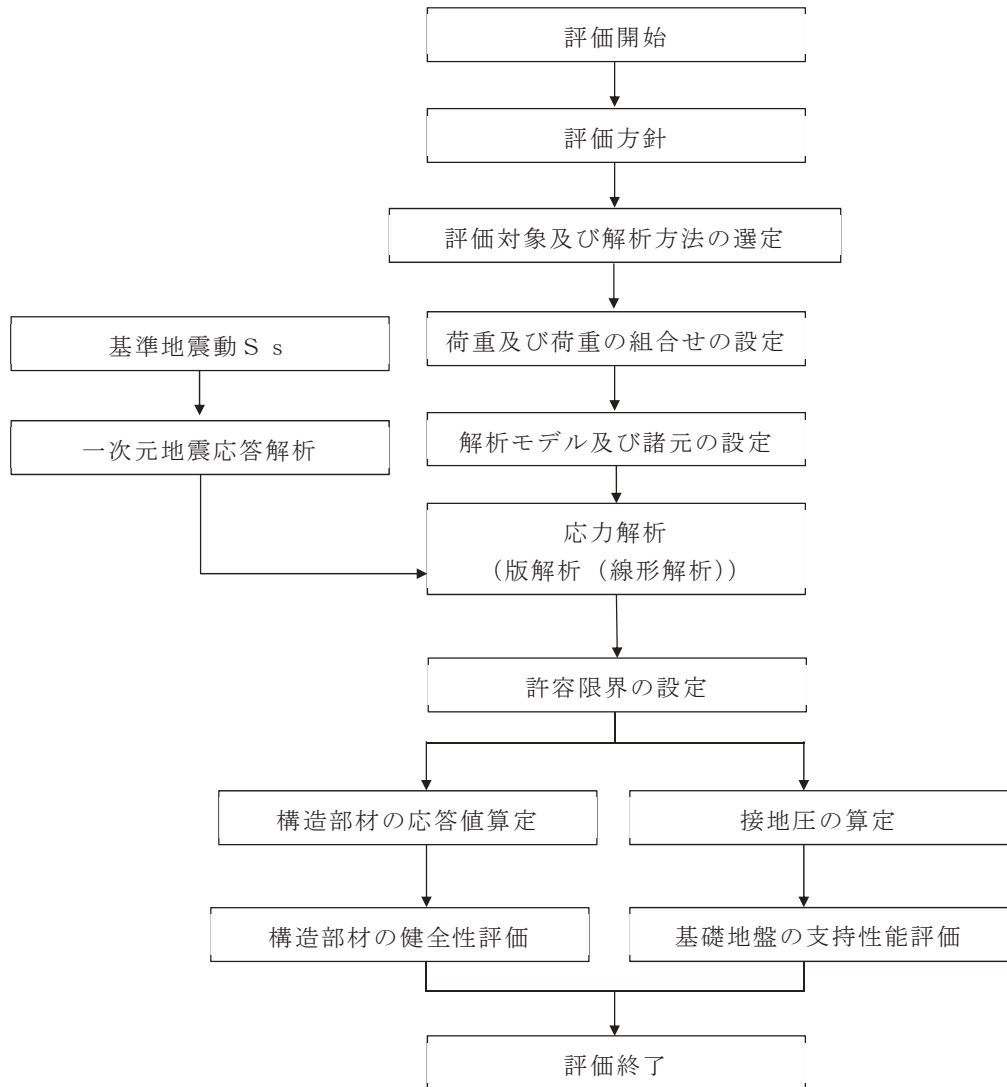 評価開始
評価方針
評価対象及び解析方法の選定
荷重及び荷重の組合せの設定
基準地震動Ｓｓ
一次元地震応答解析
解析モデル及び諸元の設定
応力解析
（版解析（線形解析））
許容限界の設定
構造部材の応答値算定
接地圧の算定
構造部材の健全性評価
基礎地盤の支持性能評価
評価終了